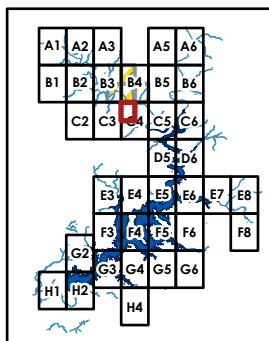 A1 A2 A3 A5 A6
B1 B2 B3 B4 B5 B6
C2 C3 C4 C5 C6
D5 D6
E3 E4 E5 E6 E7 E8
F3 F4 F5 F6 F8
G2
G3 G4 G5 G6
H1 H2
H4